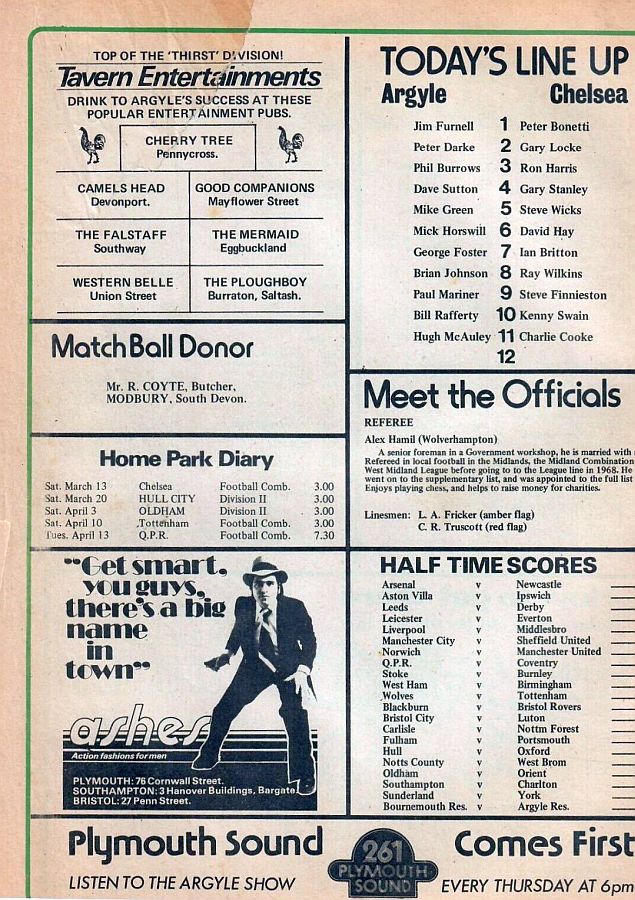 TOP OF THE 'THIRST' DIVISION!
Tavern Entertainments
DRINK TO ARGYLE'S SUCCESS AT THESE
POPULAR ENTERTAINMENT PUBS.
CHERRY TREE
Pennycross.
CAMELS HEAD
Devonport.
GOOD COMPANIONS
Mayflower Street
THE FALSTAFF
Southway
THE MERMAID
Eggbuckland
WESTERN BELLE
Union Street
THE PLOUGHBOY
Burraton, Saltash.
Match Ball Donor
Mr. R. COYTE, Butcher,
MODBURY, South Devon.
Home Park Diary
Sat. March 13 Chelsea Football Comb. 3.00
Sat. March 20 HULL CITY Division II 3.00
Sat. April 3 OLDHAM Division II 3.00
Sat. April 10 Tottenham Football Comb. 3.00
Tues. April 13 Q.P.R. Football Comb. 7.30
"Get smart,
you guys,
there's a big
name
in
town"
ashes
Action fashions for men
PLYMOUTH: 76 Cornwall Street.
SOUTHAMPTON: 3 Hanover Buildings, Bargate
BRISTOL: 27 Penn Street.
TODAY'S LINE UP
Argyle Chelsea
Jim Furnell 1 Peter Bonetti
Peter Darke 2 Gary Locke
Phil Burrows 3 Ron Harris
Dave Sutton 4 Gary Stanley
Mike Green 5 Steve Wicks
Mick Horswill 6 David Hay
George Foster 7 Ian Britton
Brian Johnson 8 Ray Wilkins
Paul Mariner 9 Steve Finnieston
Bill Rafferty 10 Kenny Swain
Hugh McAuley 11 Charlie Cooke
12
Meet the Officials
REFEREE
Alex Hamil (Wolverhampton)
A senior foreman in a Government workshop, he is married with
Refereed in local football in the Midlands, the Midland Combination
West Midland League before going to to the League line in 1968. He
went on to the supplementary list, and was appointed to the full list
Enjoys playing chess, and helps to raise money for charities.
Linesmen: L. A. Fricker (amber flag)
C. R. Truscott (red flag)
HALF TIME SCORES
Arsenal v Newcastle
Aston Villa v Ipswich
Leeds v Derby
Leicester v Everton
Liverpool v Middlesbro
Manchester City v Sheffield United
Norwich v Manchester United
Q.P.R. v Coventry
Stoke v Burnley
West Ham v Birmingham
Wolves v Tottenham
Blackburn v Bristol Rovers
Bristol City v Luton
Carlisle v Nottm Forest
Fulham v Portsmouth
Hull v Oxford
Notts County v West Brom
Oldham v Orient
Southampton v Charlton
Sunderland v York
Bournemouth Res. v Argyle Res.
Plymouth Sound
LISTEN TO THE ARGYLE SHOW
261
PLYMOUTH
SOUND
Comes First
EVERY THURSDAY AT 6pm